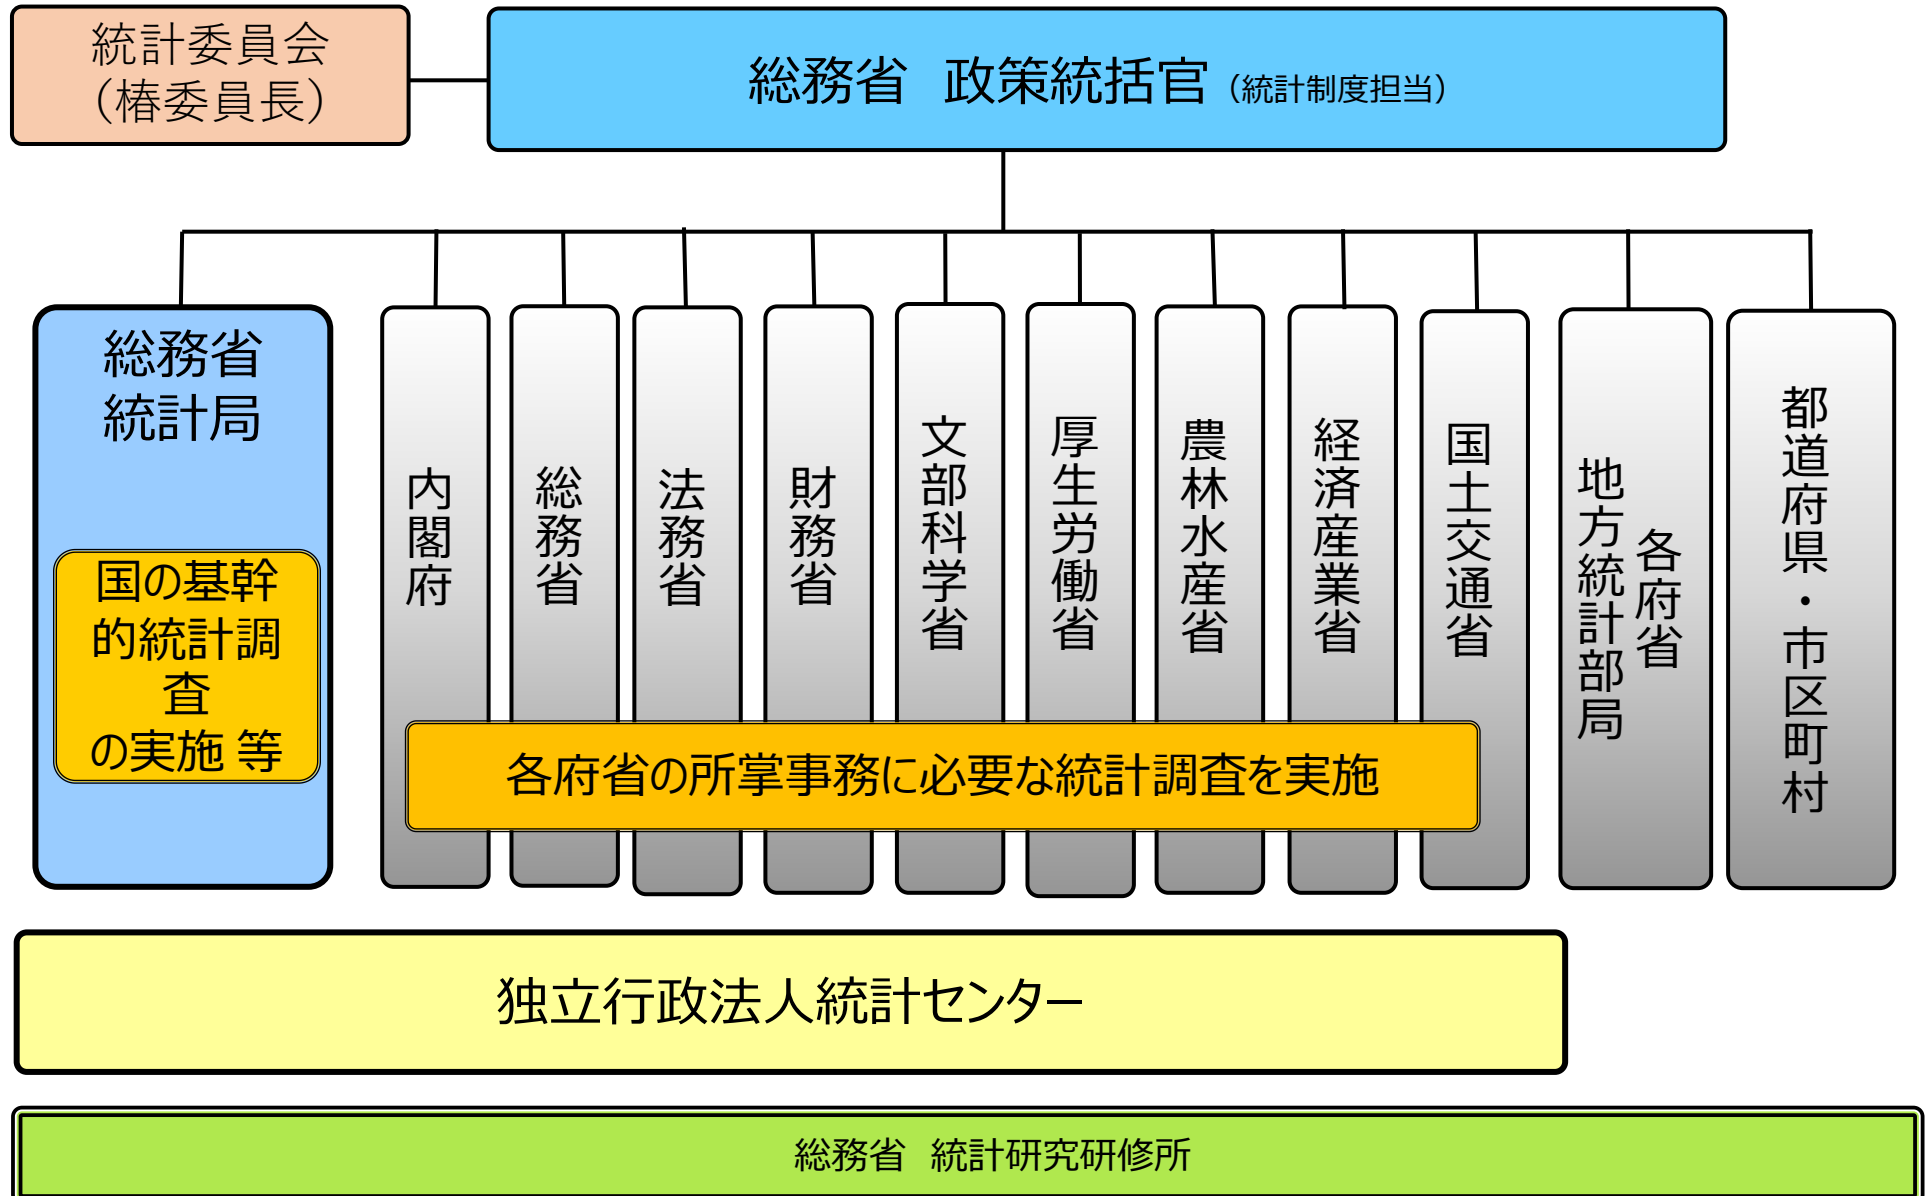 統計委員会
（椿委員長）
総務省　政策統括官（統計制度担当）
総務省
統計局
国の基幹
的統計調
査
の実施 等
内閣府
総務省
法務省
財務省
文部科学省
厚生労働省
農林水産省
経済産業省
国土交通省
各府省
地方統計部局
都道府県・市区町村
各府省の所掌事務に必要な統計調査を実施
独立行政法人統計センター
総務省　統計研究研修所